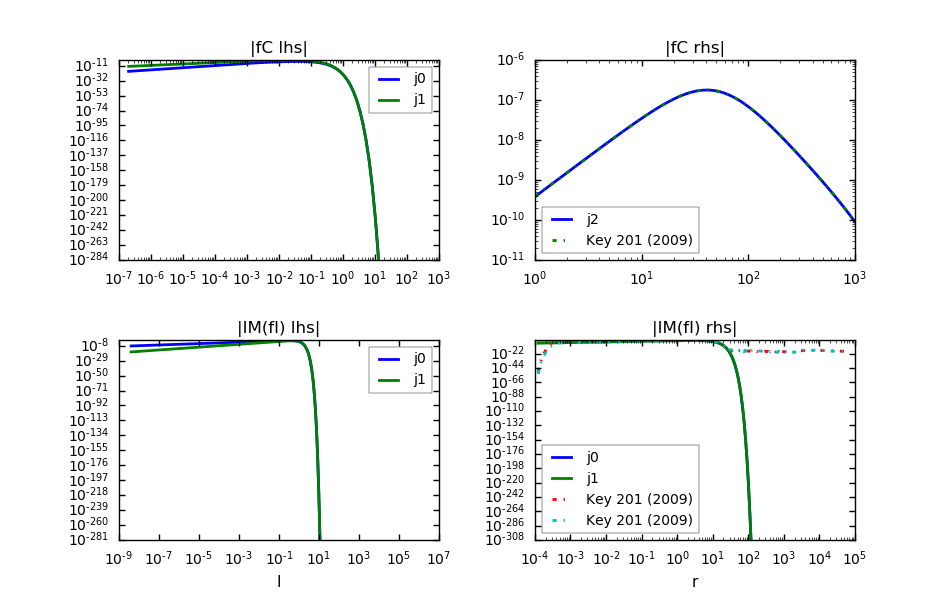 |fC lhs|
10^-11
10^-32
10^-53
10^-74
10^-95
10^-116
10^-137
10^-158
10^-179
10^-200
10^-221
10^-242
10^-263
10^-284
10^-7 10^-6 10^-5 10^-4 10^-3 10^-2 10^-1 10^0 10^1 10^2 10^3
j0
j1
|fC rhs|
10^-6
10^-7
10^-8
10^-9
10^-10
10^-11
10^0 10^1 10^2 10^3
j2
Key 201 (2009)
|IM(fl) lhs|
10^-8
10^-29
10^-50
10^-71
10^-92
10^-113
10^-134
10^-155
10^-176
10^-197
10^-218
10^-239
10^-260
10^-281
10^-9 10^-7 10^-5 10^-3 10^-1 10^1 10^3 10^5 10^7
l
j0
j1
|IM(fl) rhs|
10^-22
10^-44
10^-66
10^-88
10^-110
10^-132
10^-154
10^-176
10^-198
10^-220
10^-242
10^-264
10^-286
10^-308
10^-4 10^-3 10^-2 10^-1 10^0 10^1 10^2 10^3 10^4 10^5
r
j0
j1
Key 201 (2009)
Key 201 (2009)